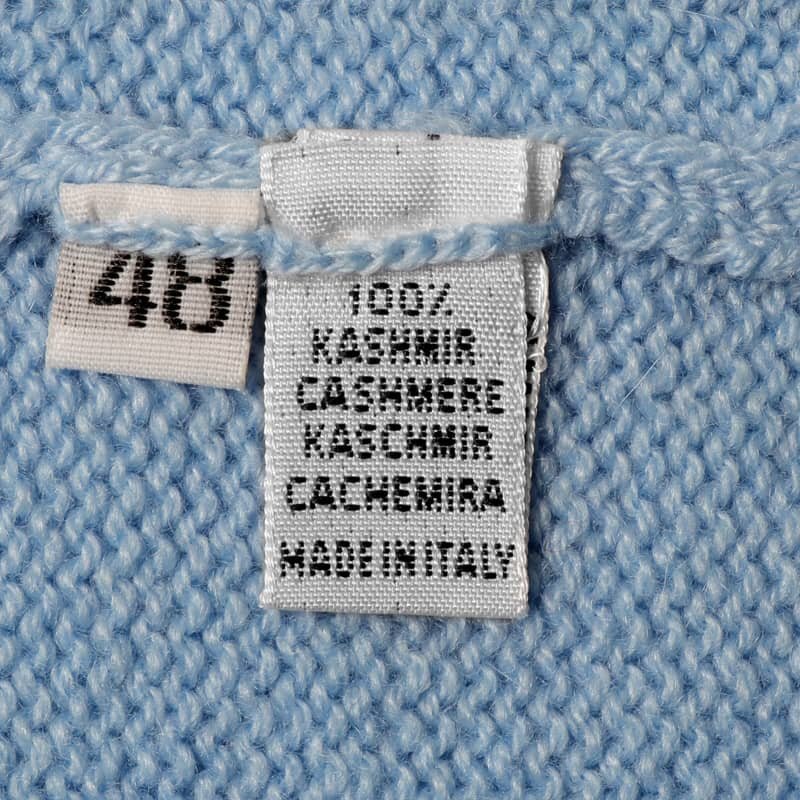 48
100%
KASHMIR
CASHMERE
KASCHMIR
CACHEMIRA
MADE IN ITALY